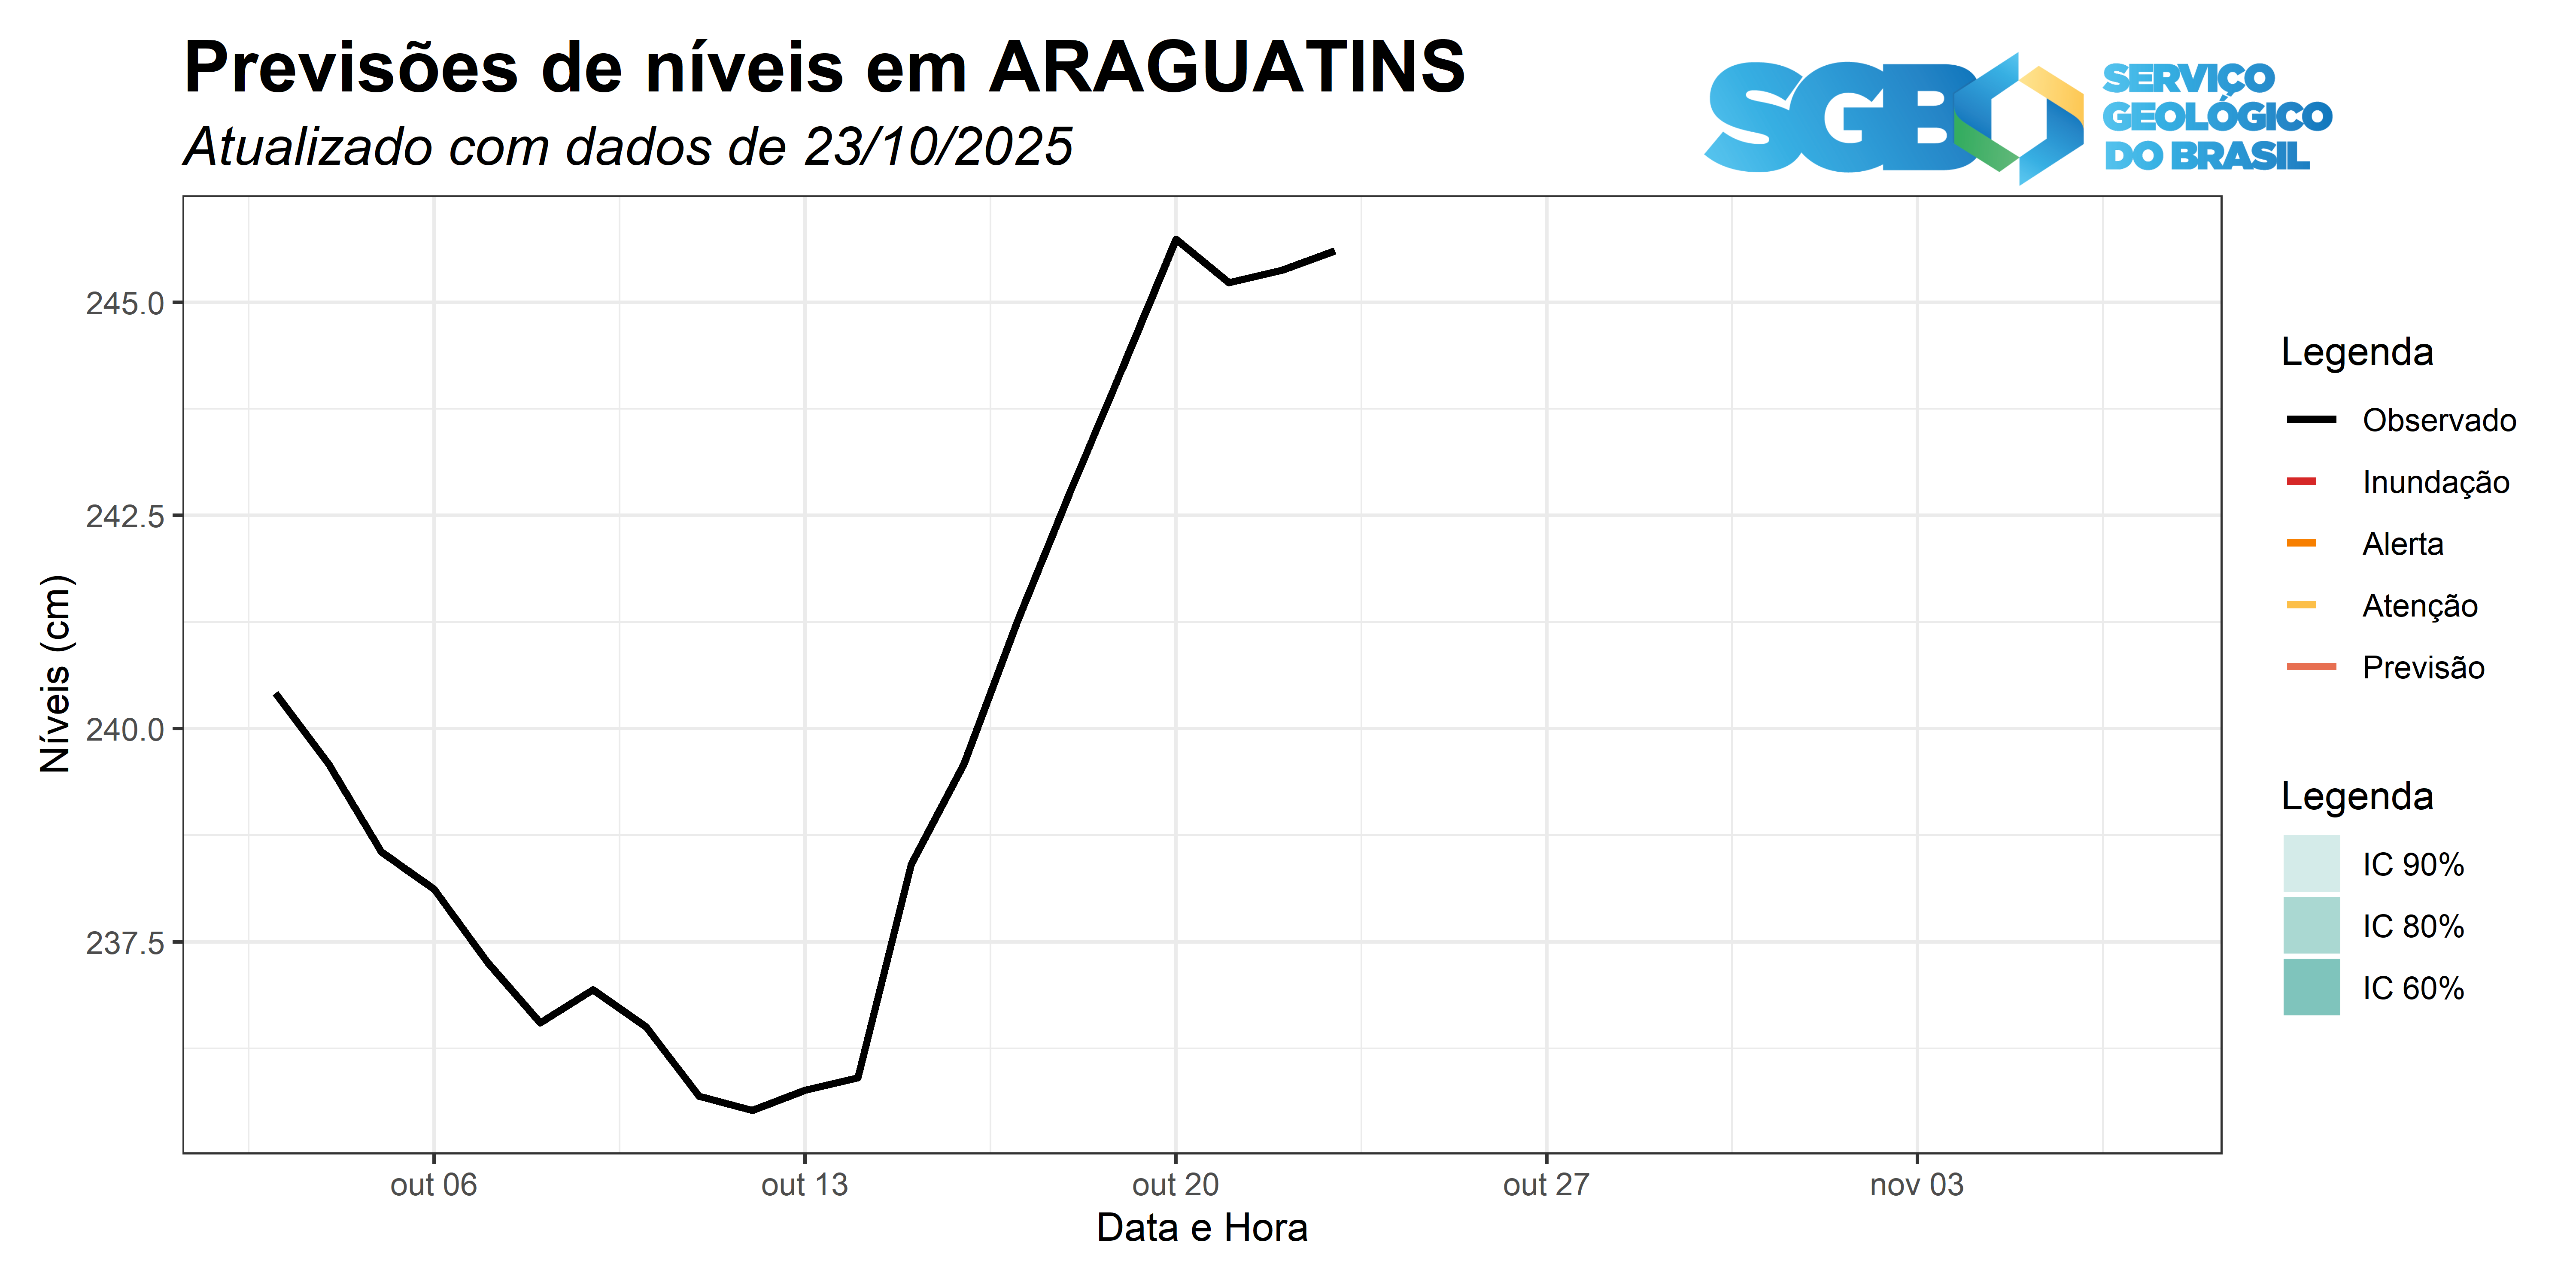 Previsões de níveis em ARAGUATINS
Atualizado com dados de 23/10/2025
SGB
SERVIÇO
GEOLÓGICO
DO BRASIL
Níveis (cm)
245.0
242.5
240.0
237.5
out 06
out 13
out 20
out 27
nov 03
Data e Hora
Legenda
Observado
Inundação
Alerta
Atenção
Previsão
Legenda
IC 90%
IC 80%
IC 60%